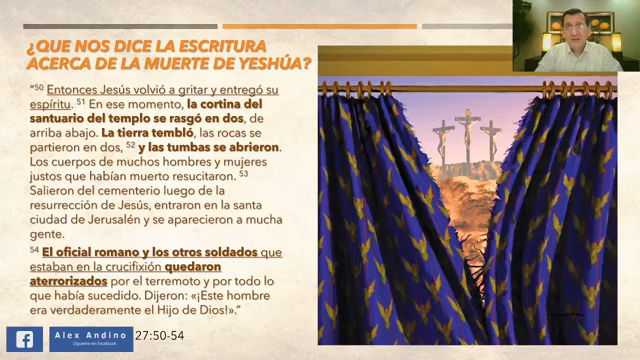 ¿QUE NOS DICE LA ESCRITURA
ACERCA DE LA MUERTE DE YESHÚA?
“⁵⁰ Entonces Jesús volvió a gritar y entregó su
espíritu. ⁵¹ En ese momento, la cortina del
santuario del templo se rasgó en dos, de
arriba abajo. La tierra tembló, las rocas se
partieron en dos, ⁵² y las tumbas se abrieron.
Los cuerpos de muchos hombres y mujeres
justos que habían muerto resucitaron. ⁵³
Salieron del cementerio luego de la
resurrección de Jesús, entraron en la santa
ciudad de Jerusalén y se aparecieron a mucha
gente.
⁵⁴ El oficial romano y los otros soldados que
estaban en la crucifixión quedaron
aterrorizados por el terremoto y por todo lo
que había sucedido. Dijeron: «¡Este hombre
era verdaderamente el Hijo de Dios!».”
27:50-54
Alex Andino
Sígueme en Facebook